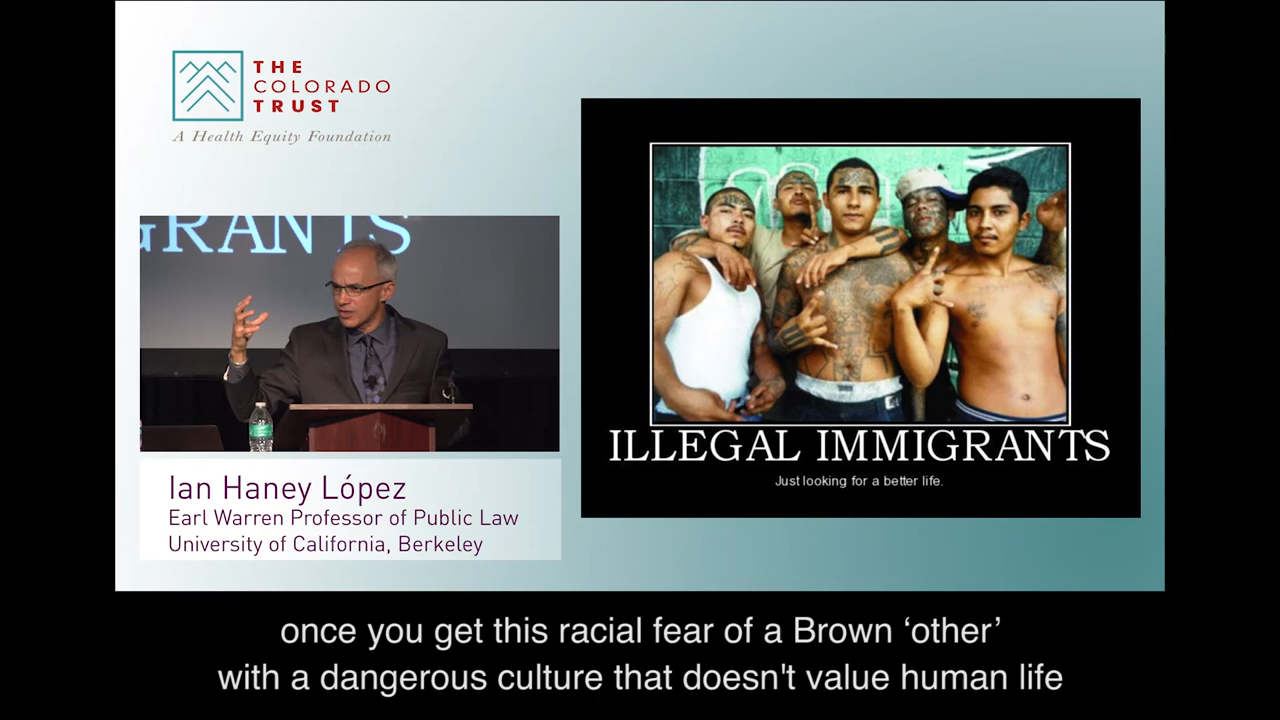 THE
COLORADO
TRUST
A Health Equity Foundation
GRANTS
ILLEGAL IMMIGRANTS
Just looking for a better life.
Ian Haney López
Earl Warren Professor of Public Law
University of California, Berkeley
once you get this racial fear of a Brown ‘other’
with a dangerous culture that doesn't value human life